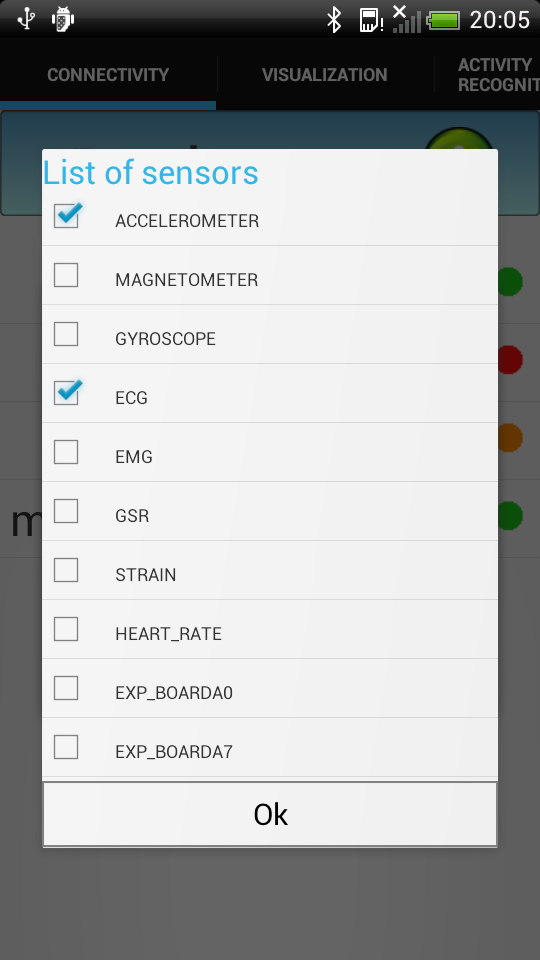 20:05
CONNECTIVITY
VISUALIZATION
ACTIVITY
RECOGNIT
List of sensors
ACCELEROMETER
MAGNETOMETER
GYROSCOPE
ECG
EMG
GSR
m
STRAIN
HEART_RATE
EXP_BOARDA0
EXP_BOARDA7
Ok